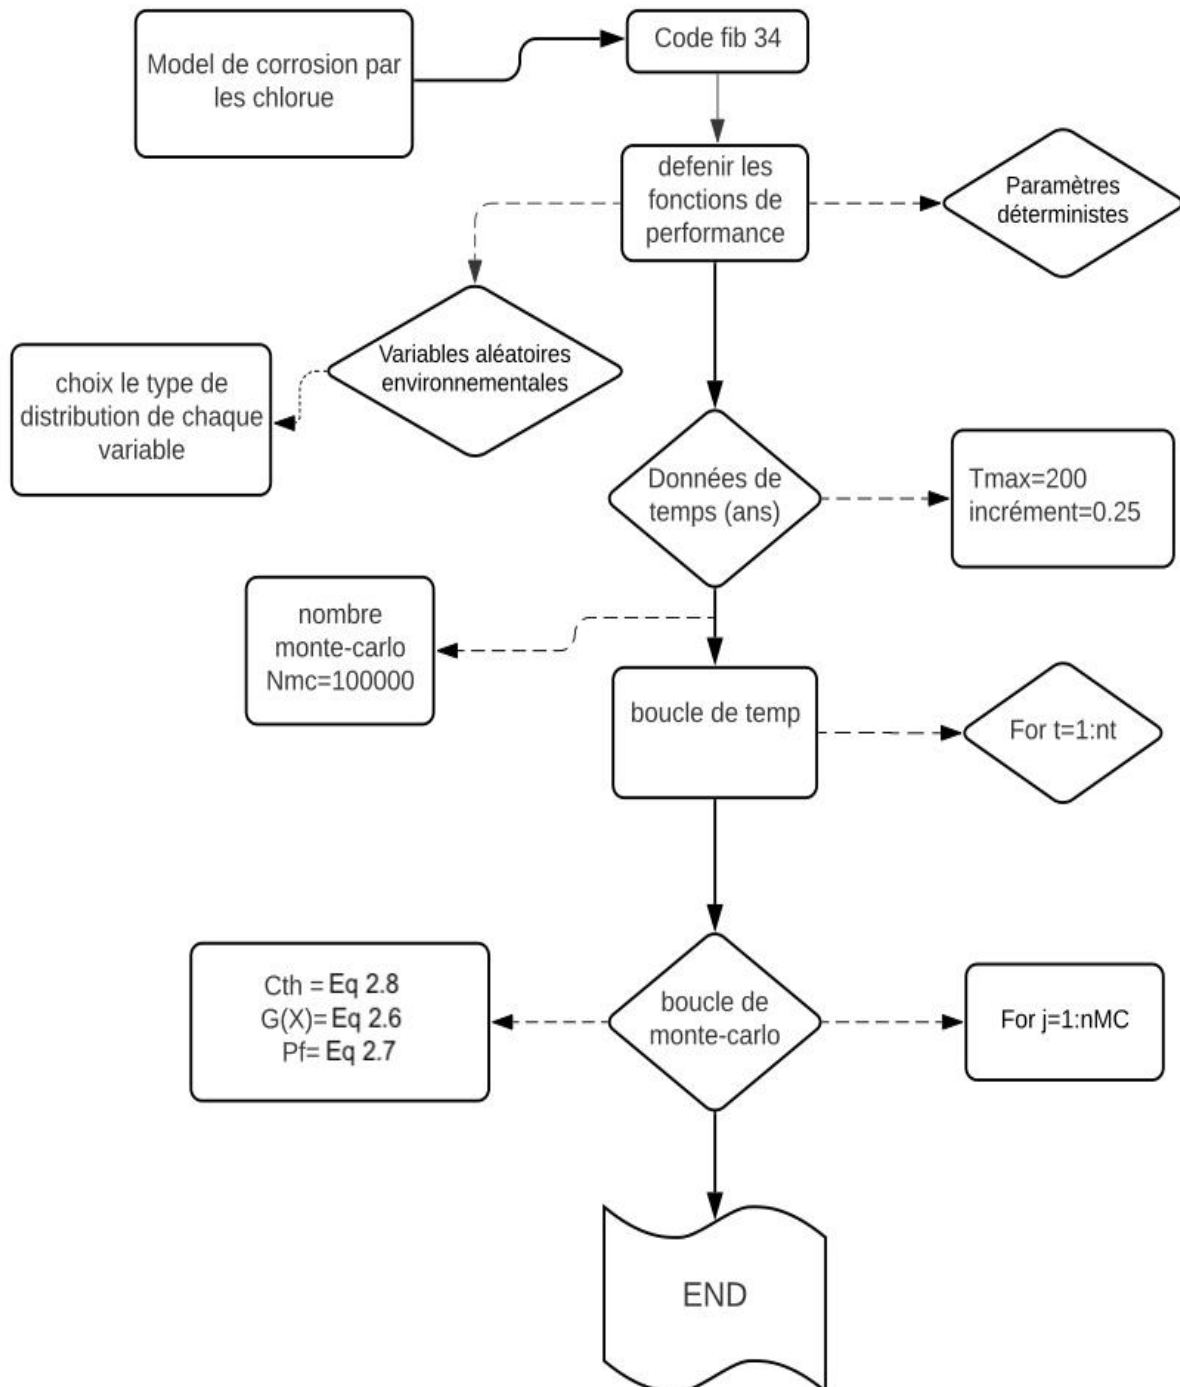 Model de corrosion par
les chlorue
Code fib 34
defenir les
fonctions de
performance
Paramètres
déterministes
Variables aléatoires
environnementales
choix le type de
distribution de chaque
variable
Données de
temps (ans)
Tmax=200
incrément=0.25
nombre
monte-carlo
Nmc=100000
boucle de temp
For t=1:nt
boucle de
monte-carlo
Cth = Eq 2.8
G(X)= Eq 2.6
Pf= Eq 2.7
For j=1:nMC
END